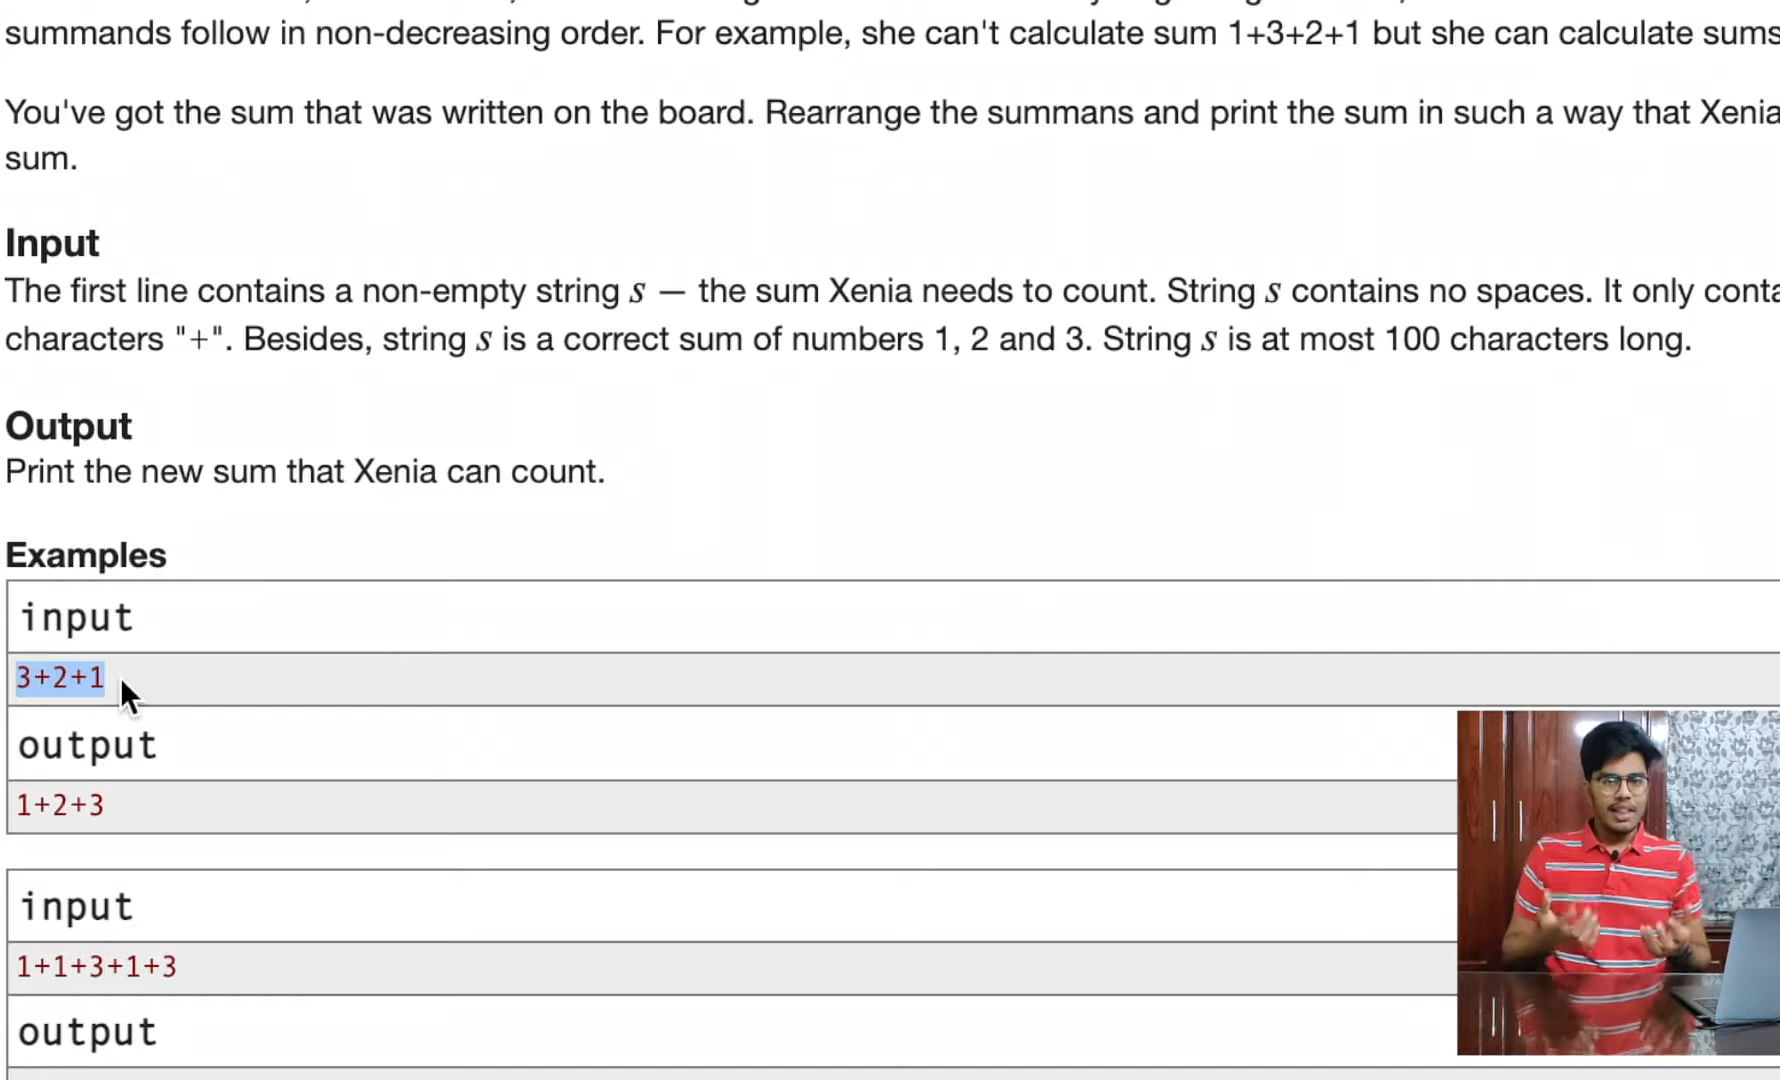 summands follow in non-decreasing order. For example, she can't calculate sum 1+3+2+1 but she can calculate sums
You've got the sum that was written on the board. Rearrange the summans and print the sum in such a way that Xenia
sum.
Input
The first line contains a non-empty string s — the sum Xenia needs to count. String s contains no spaces. It only
characters "+". Besides, string s is a correct sum of numbers 1, 2 and 3. String s is at most 100 characters long.
Output
Print the new sum that Xenia can count.
Examples
input
3+2+1
output
1+2+3
input
1+1+3+1+3
output